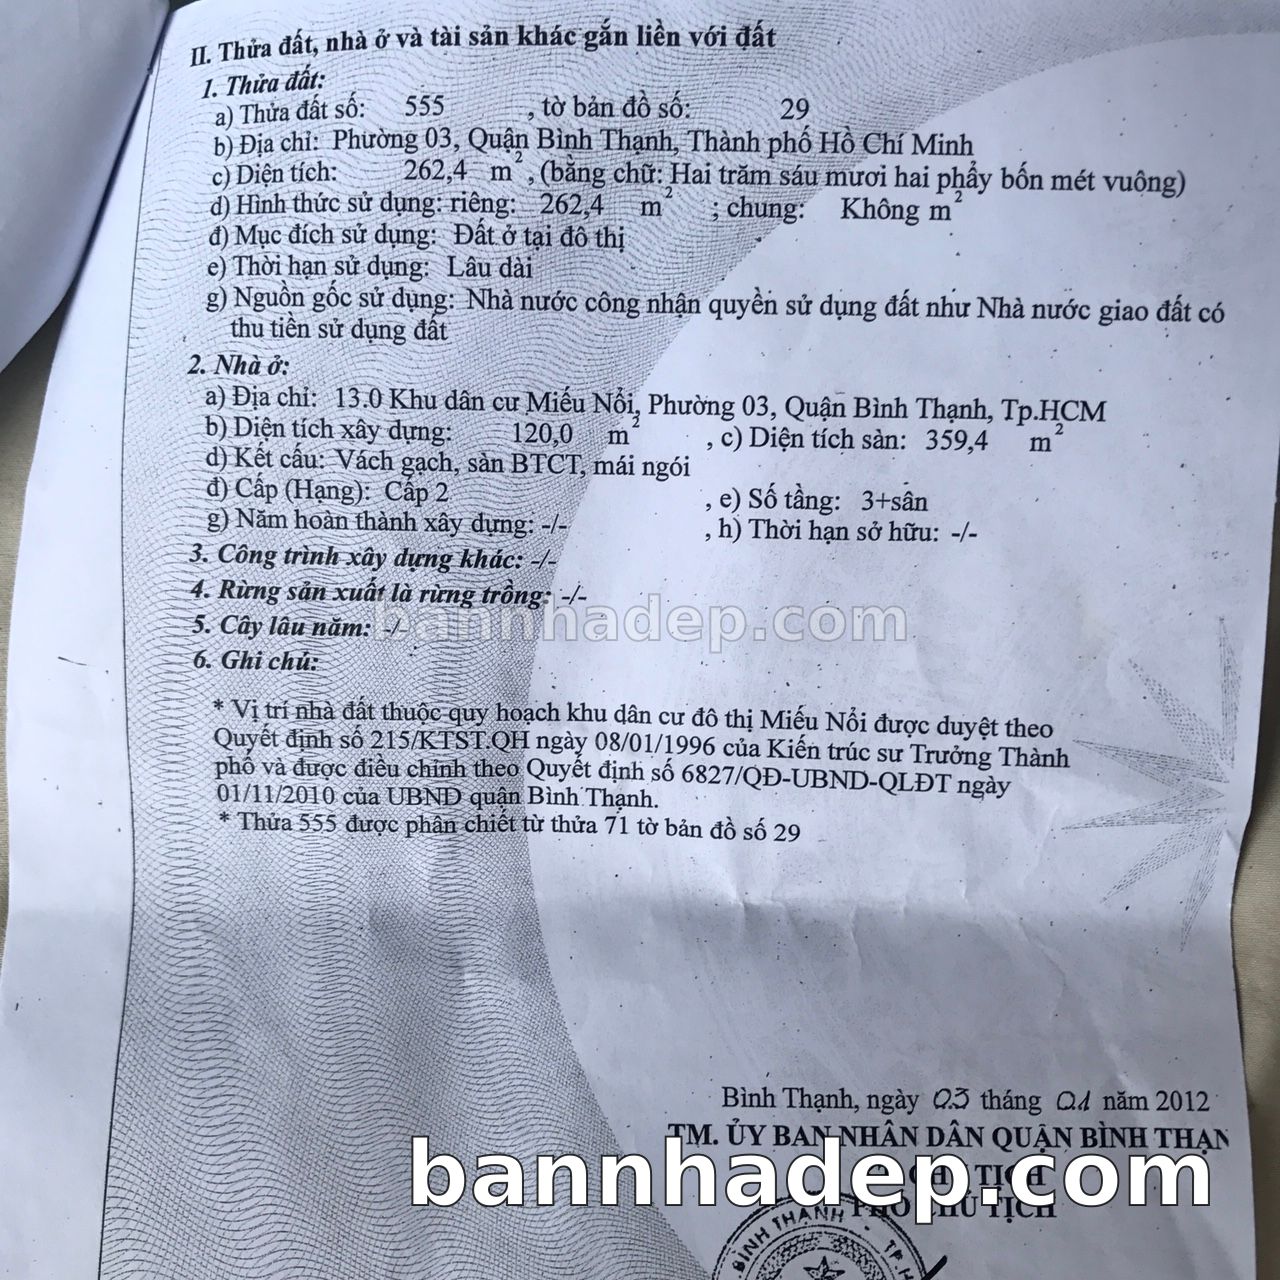 II. Thửa đất, nhà ở và tài sản khác gắn liền với đất
1. Thửa đất:
a) Thửa đất số: 555 , tờ bản đồ số: 29
b) Địa chỉ: Phường 03, Quận Bình Thạnh, Thành phố Hồ Chí Minh
c) Diện tích: 262,4 m², (bằng chữ: Hai trăm sáu mươi hai phẩy bốn mét vuông)
d) Hình thức sử dụng: riêng: 262,4 m² ; chung: Không m²
đ) Mục đích sử dụng: Đất ở tại đô thị
e) Thời hạn sử dụng: Lâu dài
g) Nguồn gốc sử dụng: Nhà nước công nhận quyền sử dụng đất như Nhà nước giao đất có
thu tiền sử dụng đất
2. Nhà ở:
a) Địa chỉ: 13.0 Khu dân cư Miếu Nổi, Phường 03, Quận Bình Thạnh, Tp.HCM
b) Diện tích xây dựng: 120,0 m² , c) Diện tích sàn: 359,4 m²
d) Kết cấu: Vách gạch, sàn BTCT, mái ngói
đ) Cấp (Hạng): Cấp 2 , e) Số tầng: 3+sân
g) Năm hoàn thành xây dựng: -/- , h) Thời hạn sở hữu: -/-
3. Công trình xây dựng khác: -/-
4. Rừng sản xuất là rừng trồng: -/-
5. Cây lâu năm: -/-
bannhadep.com
6. Ghi chú:
* Vị trí nhà đất thuộc quy hoạch khu dân cư đô thị Miếu Nổi được duyệt theo
Quyết định số 215/KTST.QH ngày 08/01/1996 của Kiến trúc sư Trưởng Thành
phố và được điều chỉnh theo Quyết định số 6827/QĐ-UBND-QLĐT ngày
01/11/2010 của UBND quận Bình Thạnh.
* Thửa 555 được phân chiết từ thửa 71 tờ bản đồ số 29
Bình Thạnh, ngày 03 tháng 01 năm 2012
TM. ỦY BAN NHÂN DÂN QUẬN BÌNH THẠN
bannhadep.com
PHÓ CHỦ TỊCH
BÌNH THẠNH